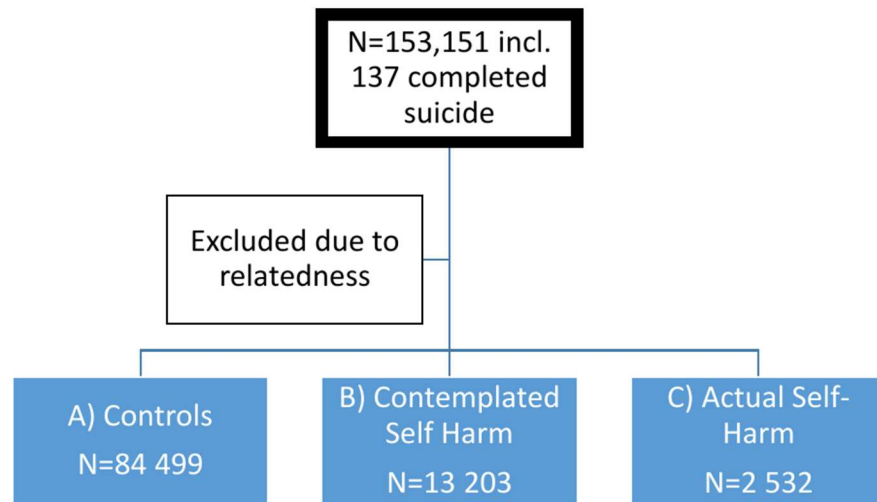 N=153,151 incl.
137 completed
suicide
Excluded due to
relatedness
A) Controls
N=84 499
B) Contemplated
Self Harm
N=13 203
C) Actual Self-
Harm
N=2 532